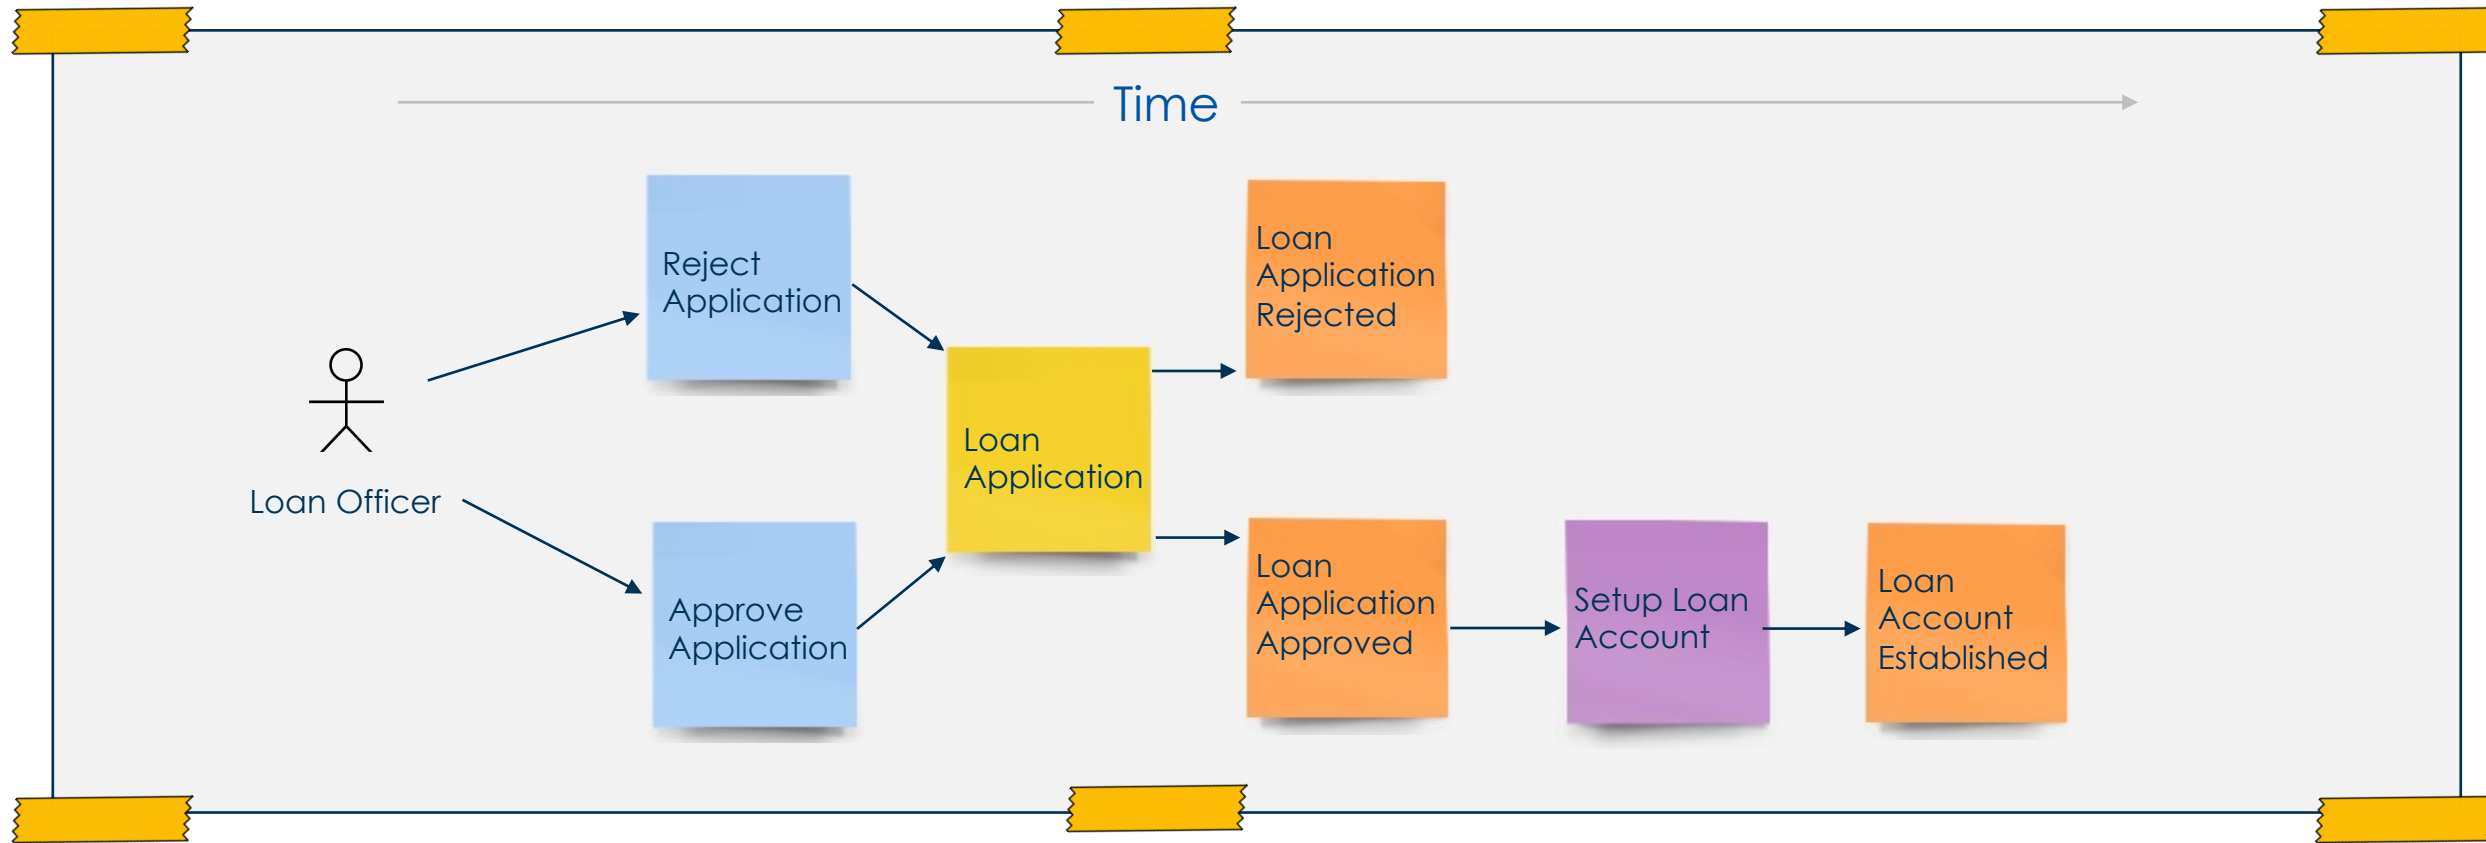 Time
Reject
Application
Loan
Application
Rejected
Loan
Application
Loan Officer
Approve
Application
Loan
Application
Approved
Setup Loan
Account
Loan
Account
Established